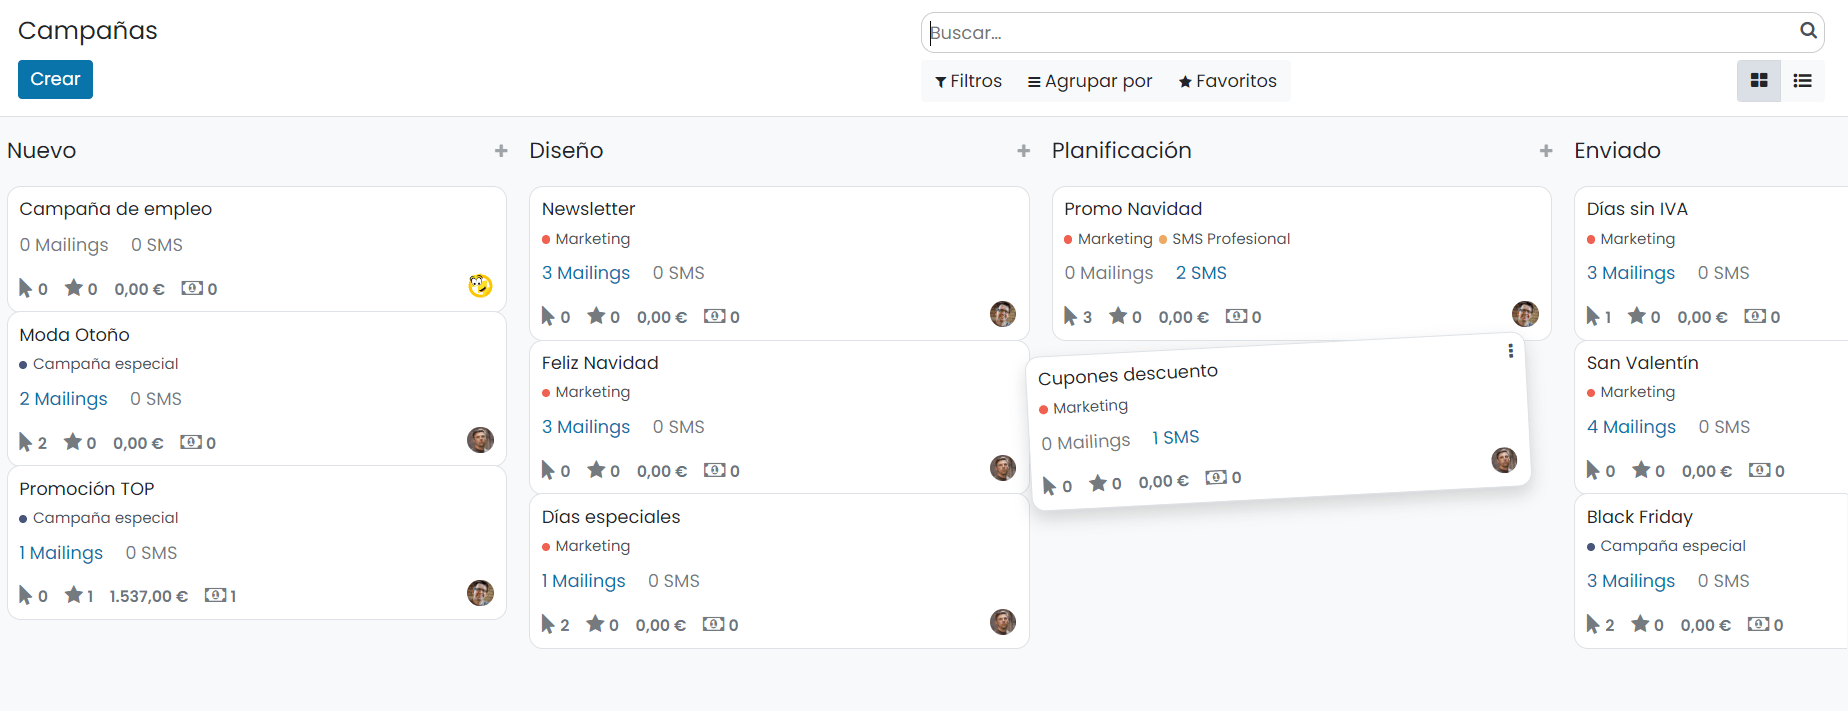 Campañas
Buscar...
Crear
Filtros Agrupar por Favoritos
Nuevo +
Campaña de empleo
0 Mailings 0 SMS
0 0 0,00 € 0
Moda Otoño
Campaña especial
2 Mailings 0 SMS
2 0 0,00 € 0
Promoción TOP
Campaña especial
1 Mailings 0 SMS
0 1 1.537,00 € 1
Diseño +
Newsletter
Marketing
3 Mailings 0 SMS
0 0 0,00 € 0
Feliz Navidad
Marketing
3 Mailings 0 SMS
0 0 0,00 € 0
Días especiales
Marketing
1 Mailings 0 SMS
2 0 0,00 € 0
Planificación +
Promo Navidad
Marketing SMS Profesional
0 Mailings 2 SMS
3 0 0,00 € 0
Cupones descuento
Marketing
0 Mailings 1 SMS
0 0 0,00 € 0
Enviado
Días sin IVA
Marketing
3 Mailings 0 SMS
1 0 0,00 € 0
San Valentín
Marketing
4 Mailings 0 SMS
0 0 0,00 € 0
Black Friday
Campaña especial
3 Mailings 0 SMS
2 0 0,00 € 0